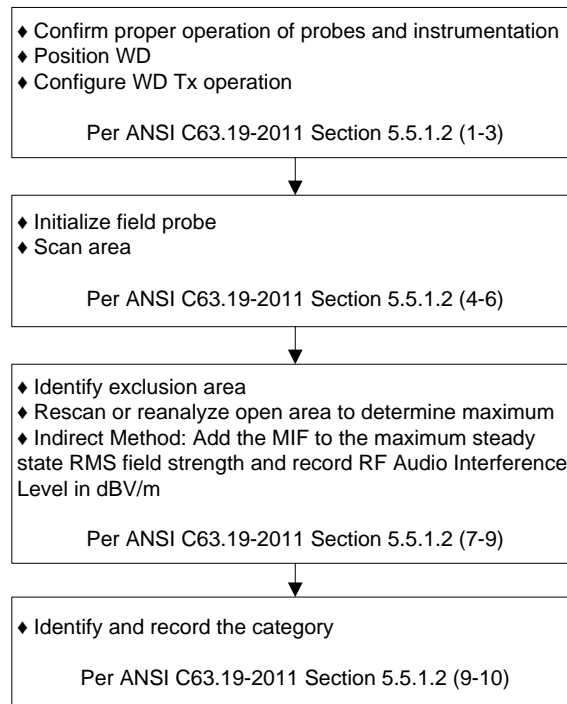 ♦ Confirm proper operation of probes and instrumentation
♦ Position WD
♦ Configure WD Tx operation
Per ANSI C63.19-2011 Section 5.5.1.2 (1-3)
♦ Initialize field probe
♦ Scan area
Per ANSI C63.19-2011 Section 5.5.1.2 (4-6)
♦ Identify exclusion area
♦ Rescan or reanalyze open area to determine maximum
♦ Indirect Method: Add the MIF to the maximum steady
state RMS field strength and record RF Audio Interference
Level in dBV/m
Per ANSI C63.19-2011 Section 5.5.1.2 (7-9)
♦ Identify and record the category
Per ANSI C63.19-2011 Section 5.5.1.2 (9-10)